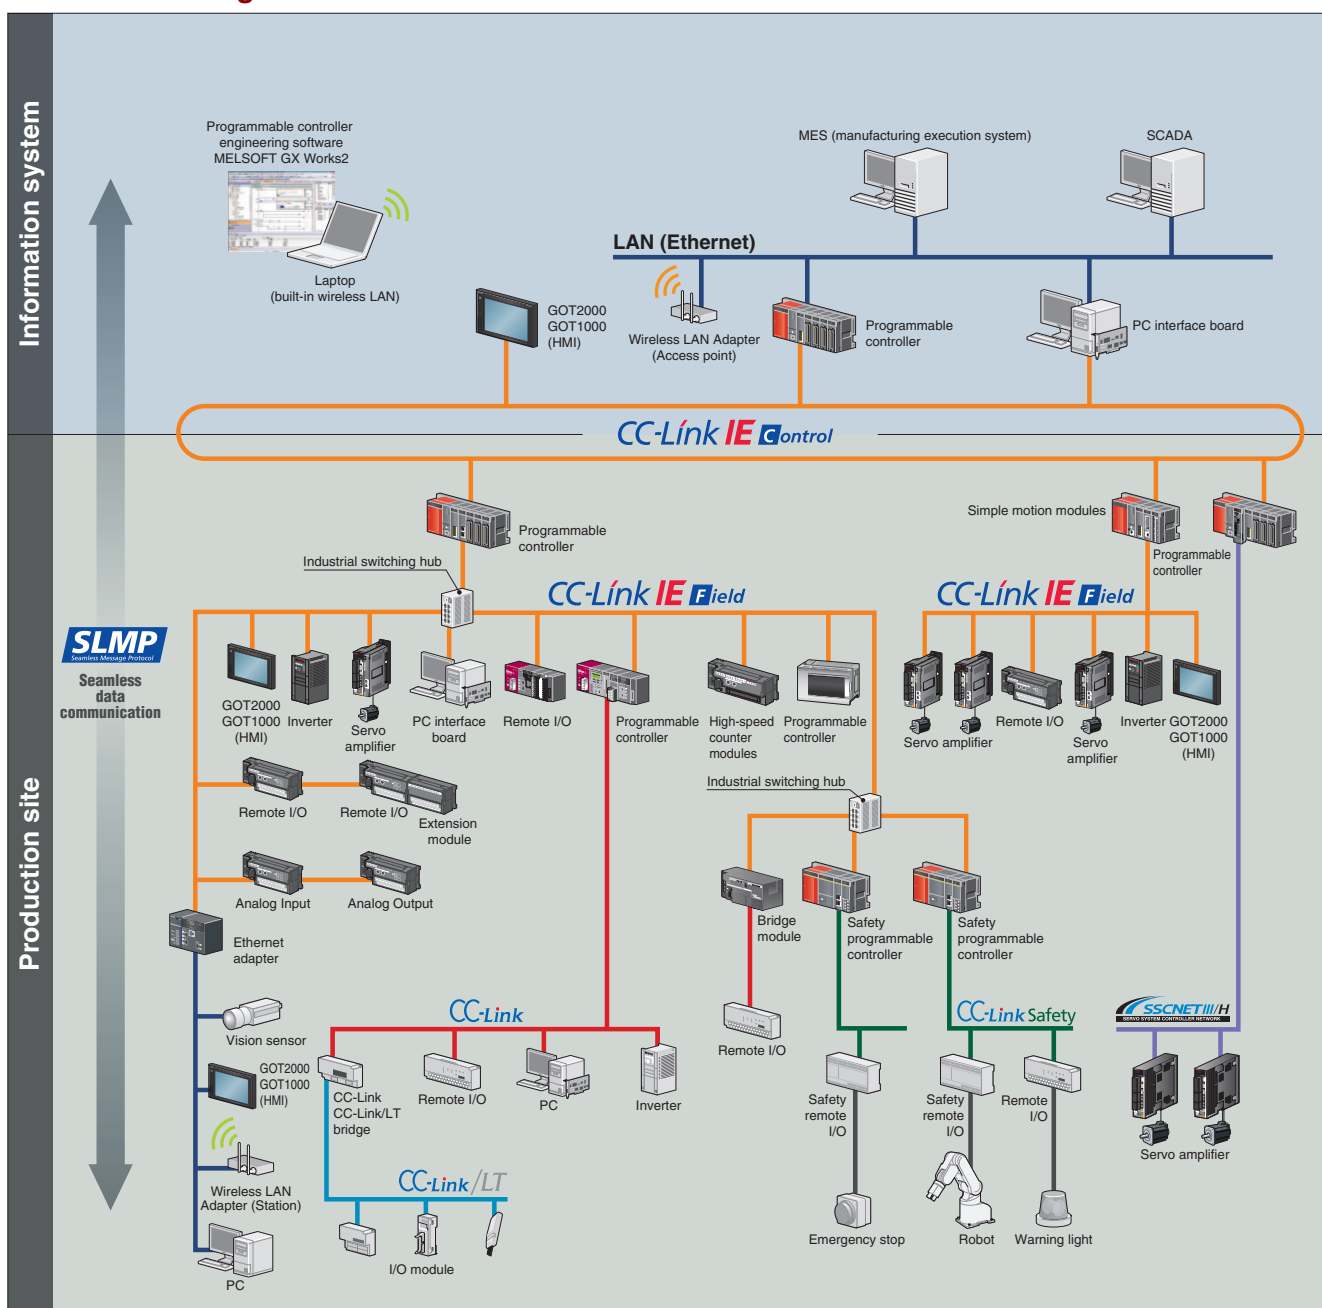 Information system
Programmable controller
engineering software
MELSOFT GX Works2
Laptop
(built-in wireless LAN)
MES (manufacturing execution system)
SCADA
LAN (Ethernet)
GOT2000
GOT1000
(HMI)
Wireless LAN Adapter
(Access point)
Programmable
controller
PC interface board
CC-Link IE Control
Production site
SLMP
Seamless Message Protocol
Seamless
data
communication
Programmable
controller
Industrial switching hub
CC-Link IE Field
Simple motion modules
Programmable
controller
CC-Link IE Field
GOT2000
GOT1000
(HMI)
Inverter
Servo
amplifier
PC interface
board
Remote I/O
Programmable
controller
High-speed
counter
modules
Programmable
controller
Servo amplifier
Remote I/O
Servo
amplifier
Inverter
GOT2000
GOT1000
(HMI)
Industrial switching hub
Remote I/O
Remote I/O
Extension
module
Analog Input
Analog Output
Ethernet
adapter
Bridge
module
Safety
programmable
controller
Safety
programmable
controller
Vision sensor
CC-Link
Remote I/O
CC-Link Safety
SSCNETIII/H
SERVO SYSTEM CONTROLLER NETWORK
GOT2000
GOT1000
(HMI)
CC-Link
CC-Link/LT
bridge
Remote I/O
PC
Inverter
Safety
remote
I/O
Safety
remote
I/O
Remote
I/O
Servo amplifier
Wireless LAN
Adapter (Station)
CC-Link/LT
PC
I/O module
Emergency stop
Robot
Warning light